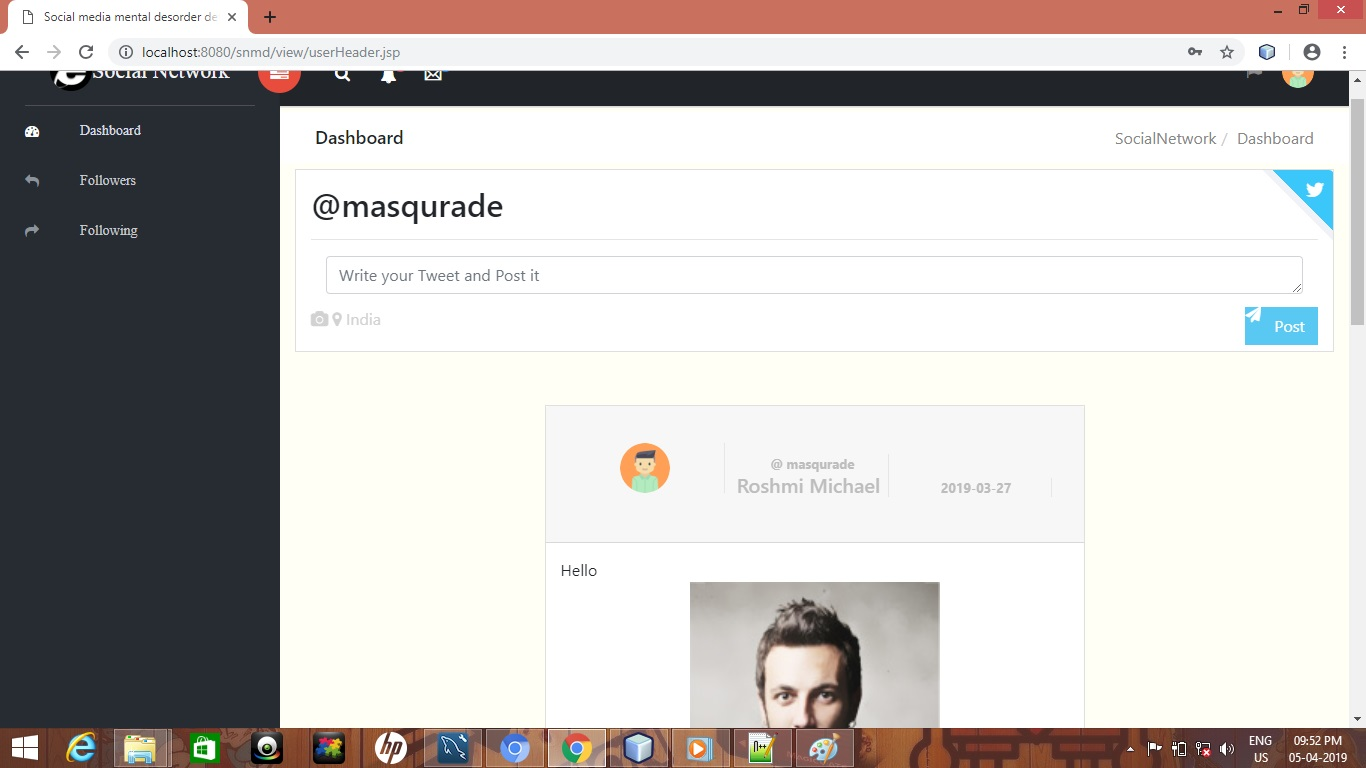 Social media mental desorder de
localhost:8080/snmd/view/userHeader.jsp
Social Network
Dashboard
Followers
Following
Dashboard
SocialNetwork / Dashboard
@masqurade
Write your Tweet and Post it
India
Post
@ masqurade
Roshmi Michael
2019-03-27
Hello
hp
n++
ENG
US
09:52 PM
05-04-2019